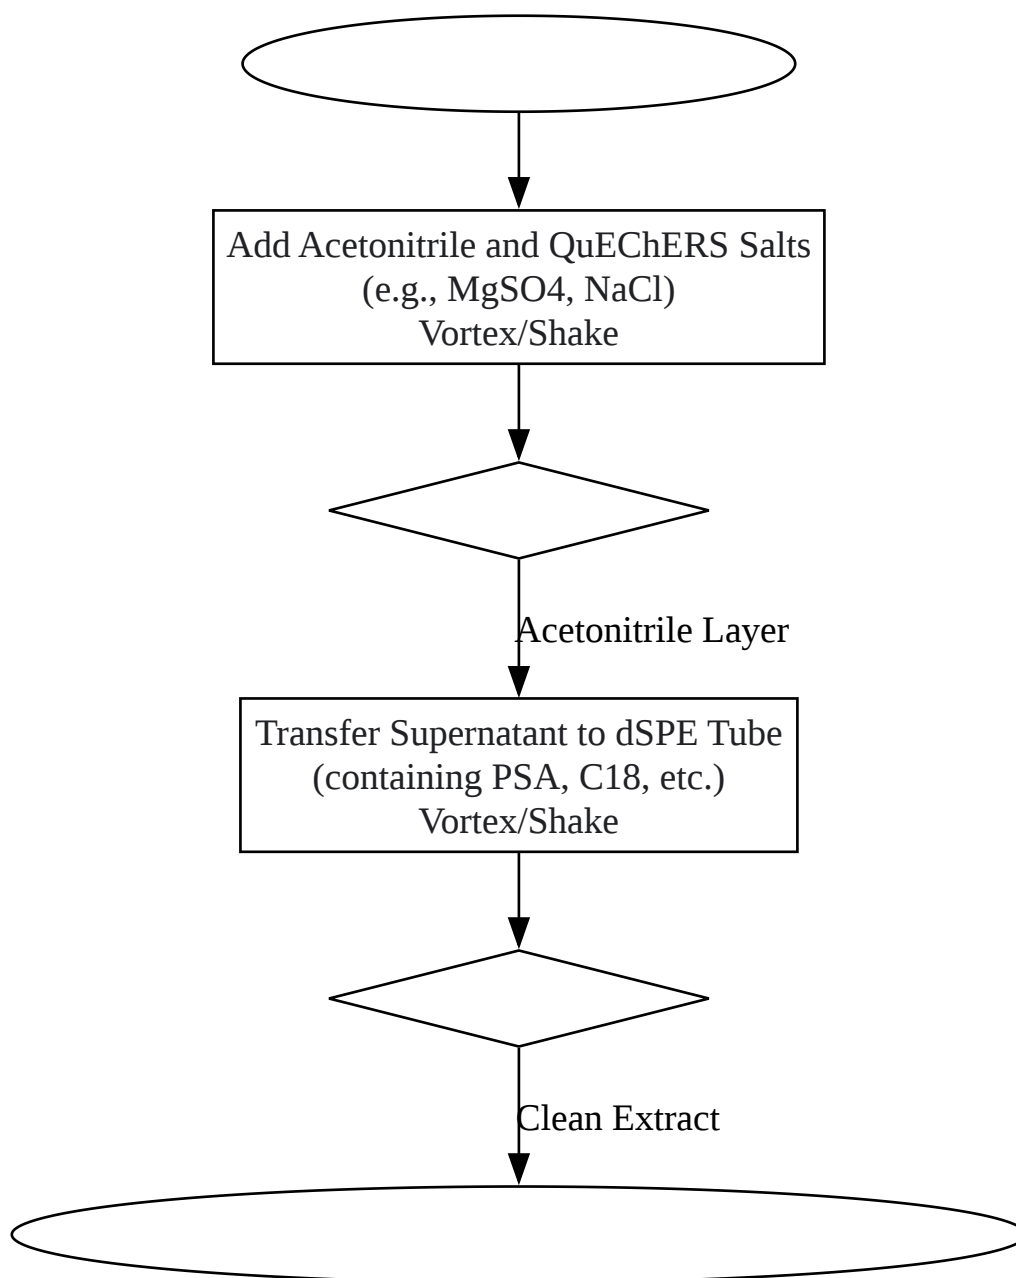 Add Acetonitrile and QuEChERS Salts
(e.g., MgSO4, NaCl)
Vortex/Shake
Acetonitrile Layer
Transfer Supernatant to dSPE Tube
(containing PSA, C18, etc.)
Vortex/Shake
Clean Extract